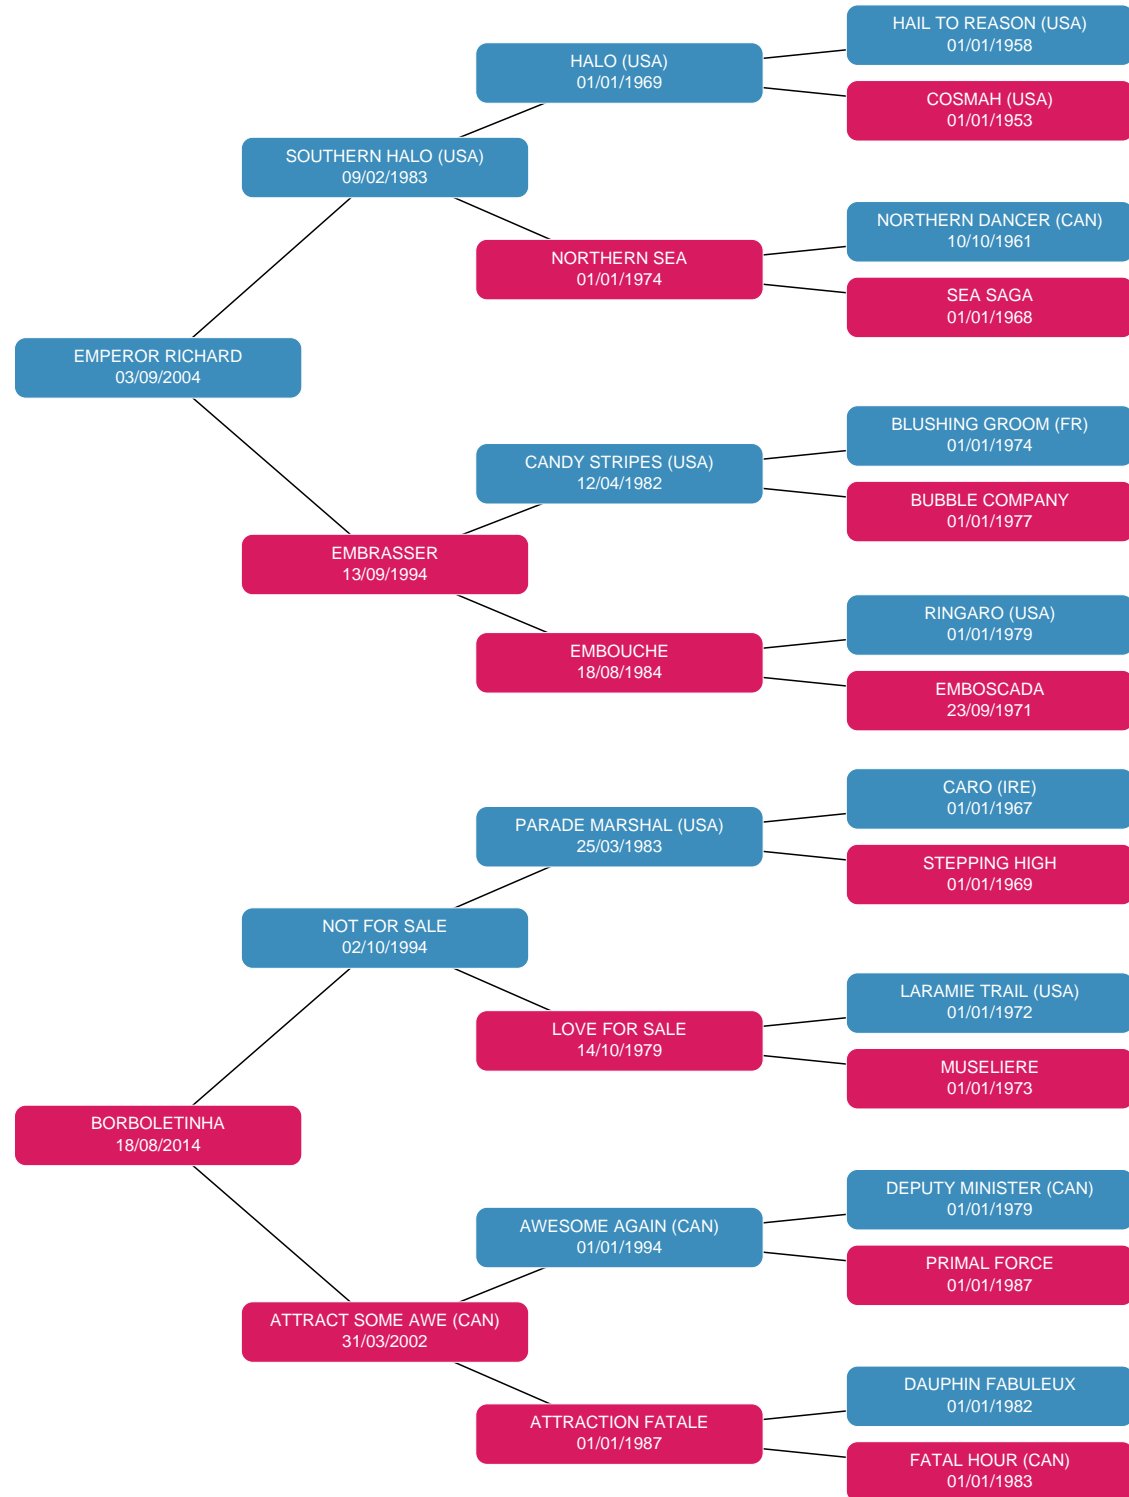 HAIL TO REASON (USA)
01/01/1958
HALO (USA)
01/01/1969
COSMAH (USA)
01/01/1953
SOUTHERN HALO (USA)
09/02/1983
NORTHERN DANCER (CAN)
10/10/1961
NORTHERN SEA
01/01/1974
SEA SAGA
01/01/1968
EMPEROR RICHARD
03/09/2004
BLUSHING GROOM (FR)
01/01/1974
CANDY STRIPES (USA)
12/04/1982
BUBBLE COMPANY
01/01/1977
EMBRASSER
13/09/1994
RINGARO (USA)
01/01/1979
EMBOUCHE
18/08/1984
EMBOSCADA
23/09/1971
CARO (IRE)
01/01/1967
PARADE MARSHAL (USA)
25/03/1983
STEPPING HIGH
01/01/1969
NOT FOR SALE
02/10/1994
LARAMIE TRAIL (USA)
01/01/1972
LOVE FOR SALE
14/10/1979
MUSELIERE
01/01/1973
BORBOLETINHA
18/08/2014
DEPUTY MINISTER (CAN)
01/01/1979
AWESOME AGAIN (CAN)
01/01/1994
PRIMAL FORCE
01/01/1987
ATTRACT SOME AWE (CAN)
31/03/2002
DAUPHIN FABULEUX
01/01/1982
ATTRACTION FATALE
01/01/1987
FATAL HOUR (CAN)
01/01/1983